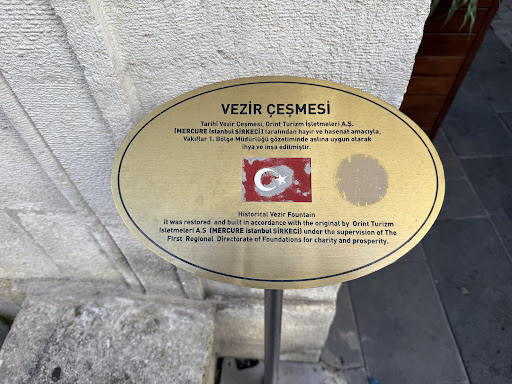 VEZİR ÇEŞMESİ
Tarihi Vezir Çeşmesi, Orint Turizm İşletmeleri A.Ş.
(MERCURE İstanbul SİRKECİ) tarafından hayır ve hasenat amacıyla,
Vakıflar 1. Bölge Müdürlüğü gözetiminde aslına uygun olarak
ihya ve inşa edilmiştir.
Historical Vezir Fountain
it was restored and built in accordance with the original by Orint Turizm
İsletmeleri A.S (MERCURE istanbul SİRKECİ) under the supervision of The
First Regional Directorate of Foundations for charity and prosperity.